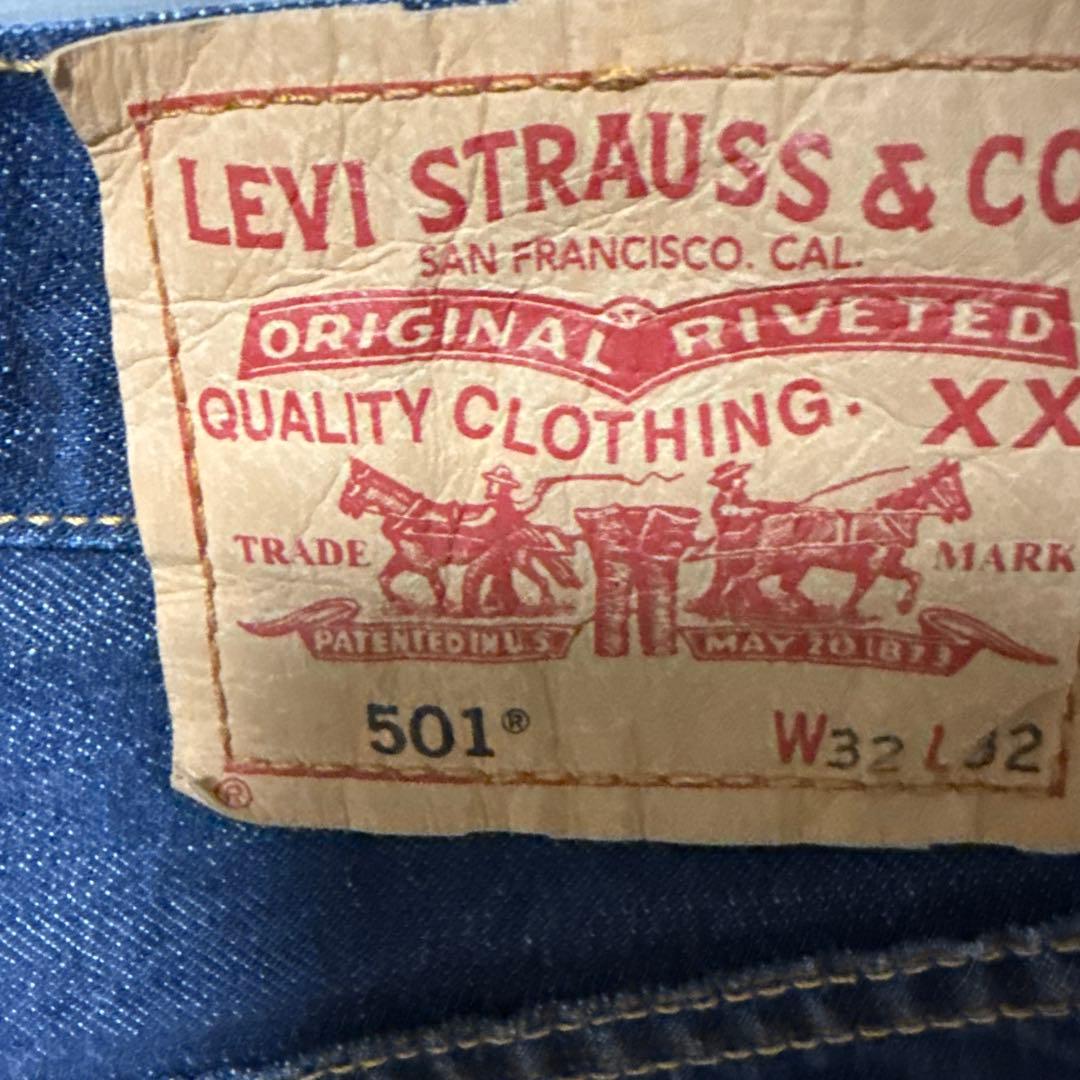 LEVI STRAUSS & CO
SAN FRANCISCO. CAL.
ORIGINAL RIVETED
QUALITY CLOTHING. XX
TRADE MARK
PATENTED IN U.S. MAY 20 1873
501® W32 L32
®